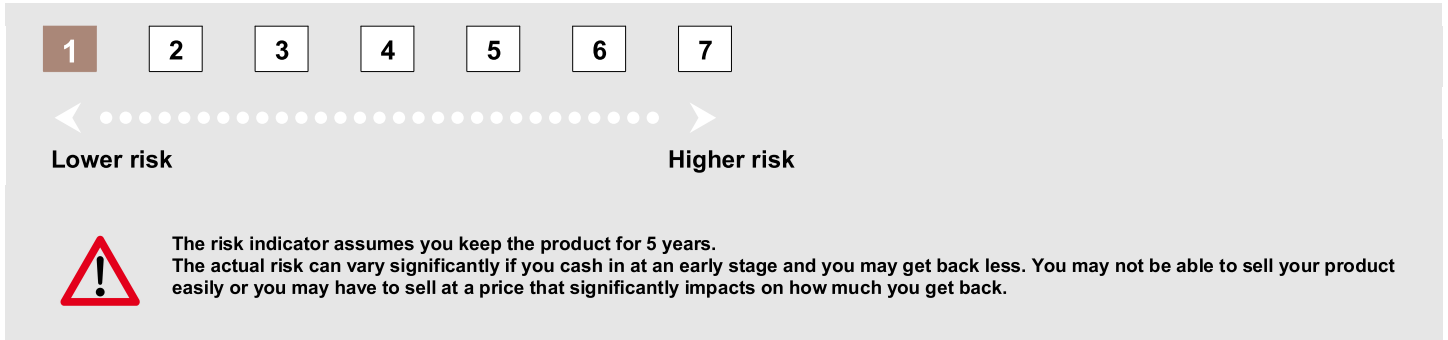 1 2 3 4 5 6 7
Lower risk Higher risk
The risk indicator assumes you keep the product for 5 years.
The actual risk can vary significantly if you cash in at an early stage and you may get back less. You may not be able to sell your product
easily or you may have to sell at a price that significantly impacts on how much you get back.